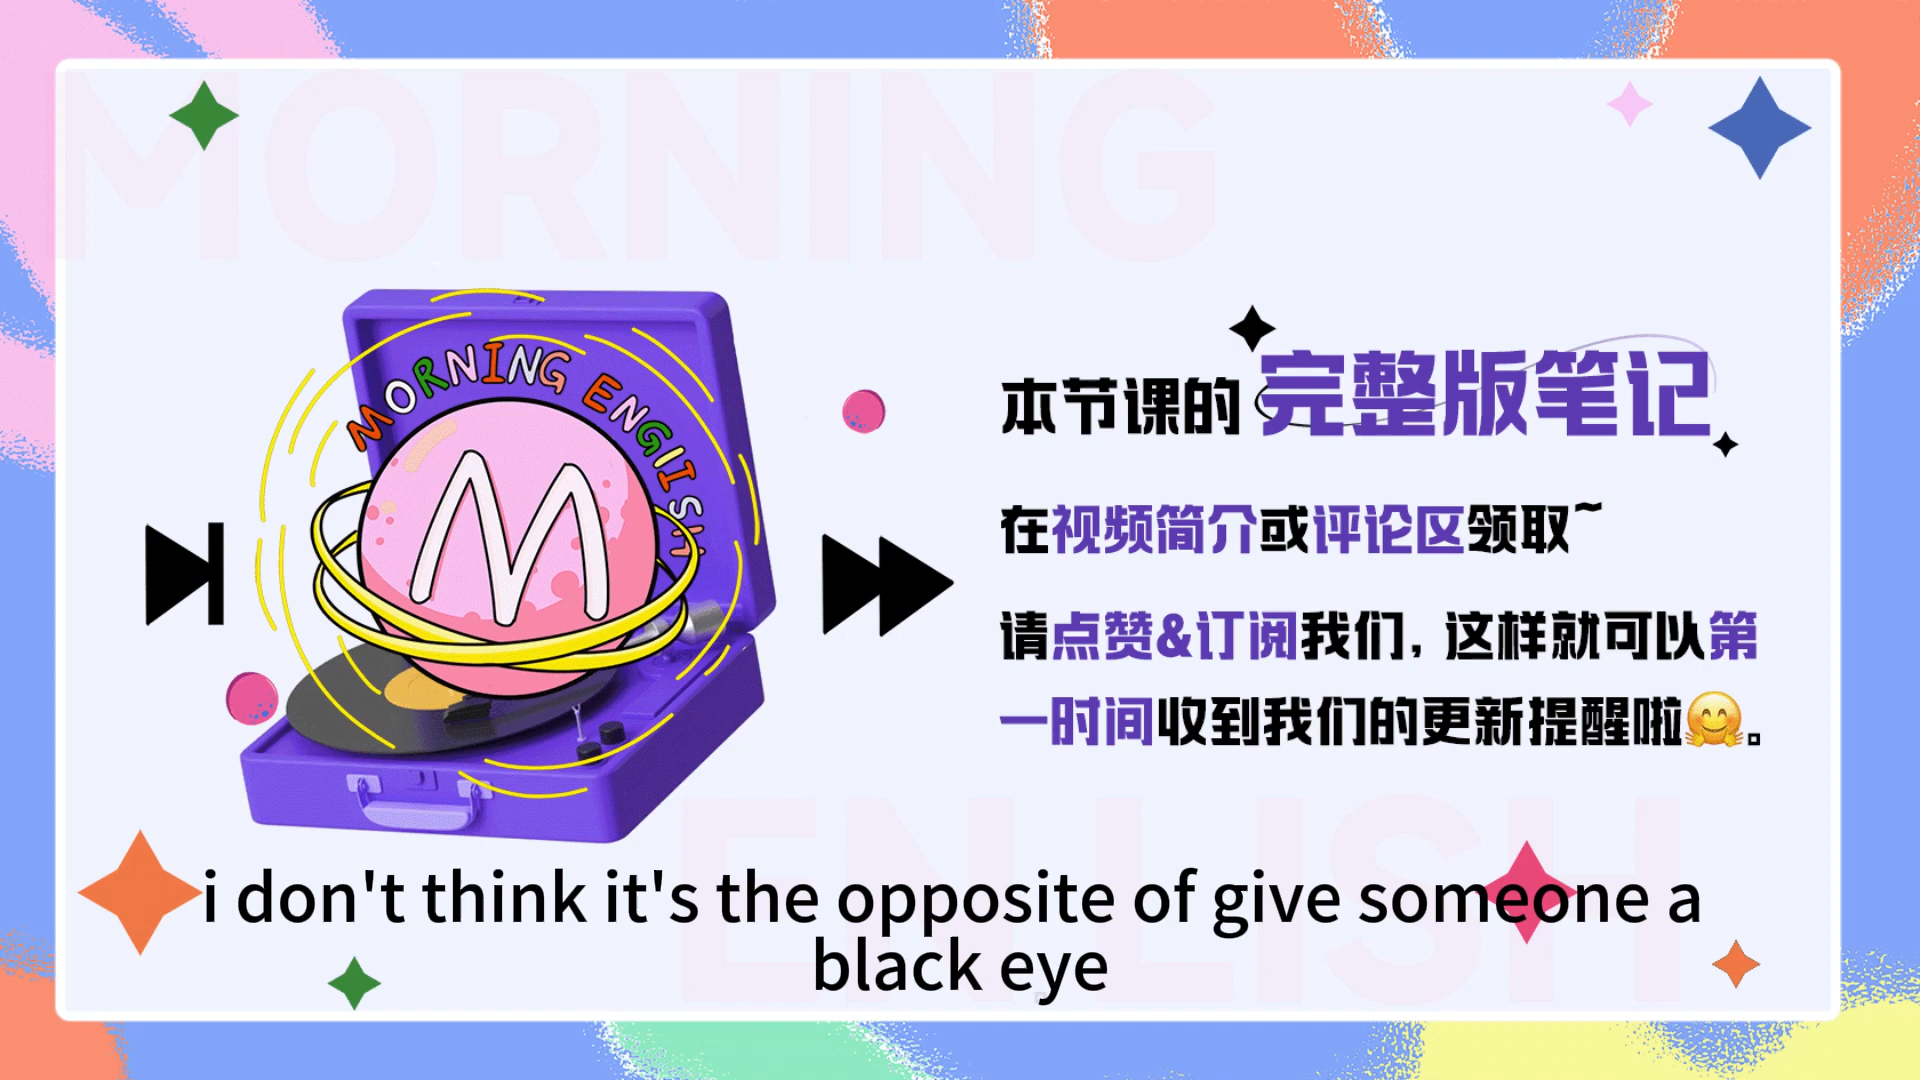 MORNING
MORNING ENGLISH
M
本节课的完整版笔记
在视频简介或评论区领取~
请点赞&订阅我们，这样就可以第
一时间收到我们的更新提醒啦🤗。
ENLISH
i don't think it's the opposite of give someone a
black eye